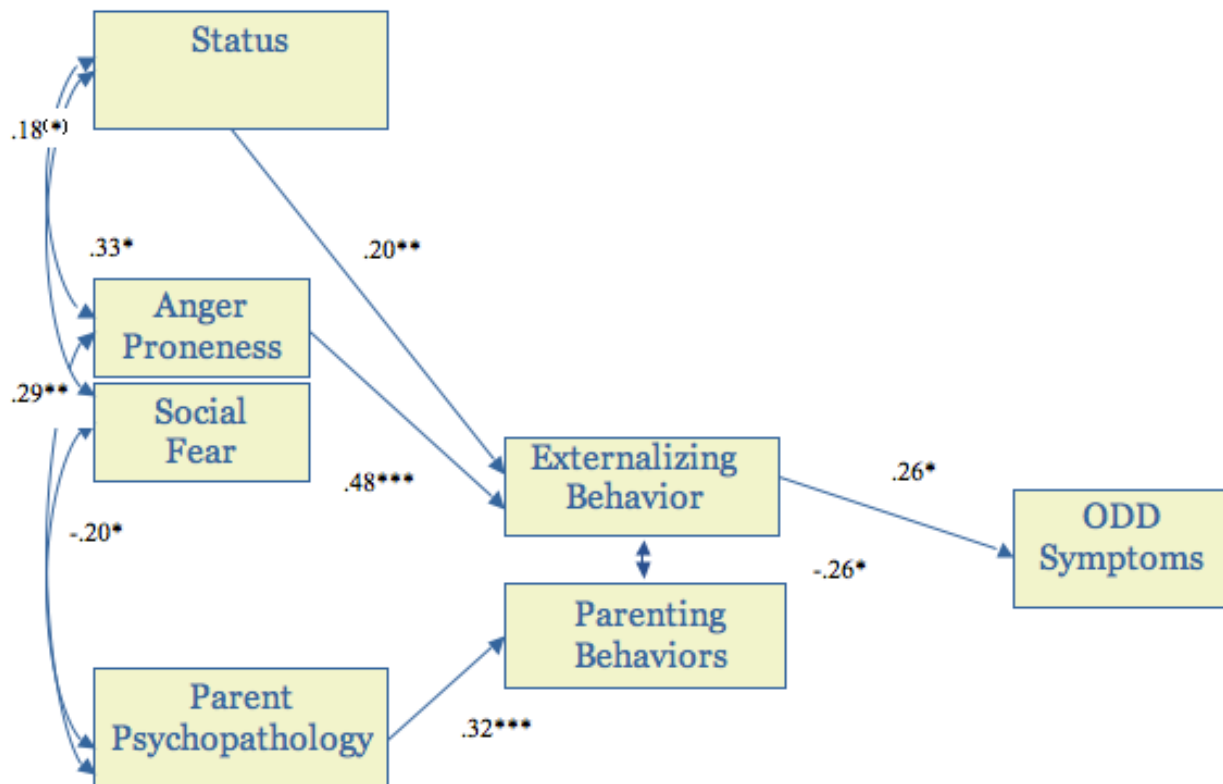 Status
.18(*)
.33*
.20**
Anger
Proneness
.29**
Social
Fear
.48***
Externalizing
Behavior
.26*
ODD
Symptoms
-.20*
-.26*
Parenting
Behaviors
Parent
Psychopathology
.32***